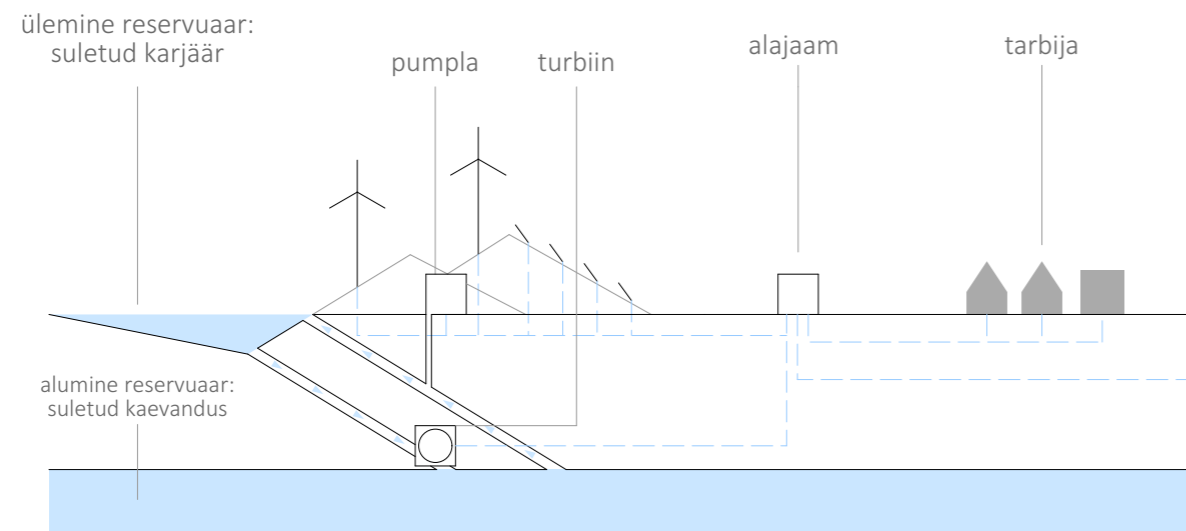 ülemine reservuaar:
suletud karjäär
pumpla
turbiin
alajaam
tarbija
alumine reservuaar:
suletud kaevandus